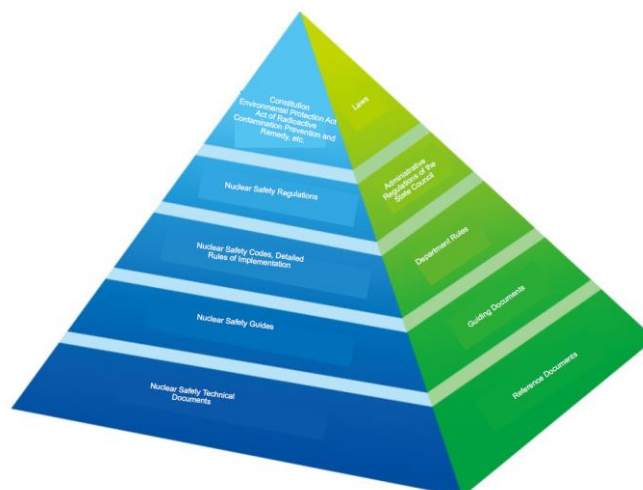 Constitution
Environmental Protection Act
Act of Radioactive
Contamination Prevention and
Remedy, etc.
Laws
Nuclear Safety Regulations
Administrative
Regulations of the
State Council
Nuclear Safety Codes, Detailed
Rules of Implementation
Department Rules
Nuclear Safety Guides
Guiding Documents
Nuclear Safety Technical
Documents
Reference Documents